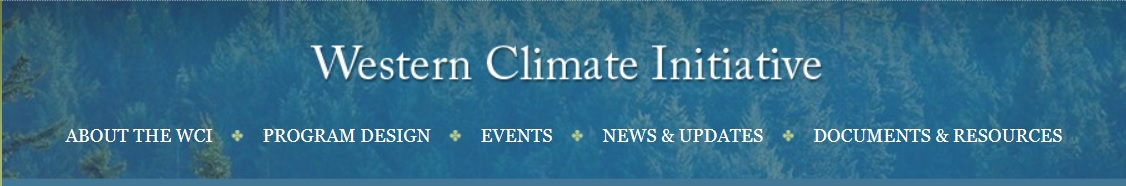 Western Climate Initiative
ABOUT THE WCI PROGRAM DESIGN EVENTS NEWS & UPDATES DOCUMENTS & RESOURCES